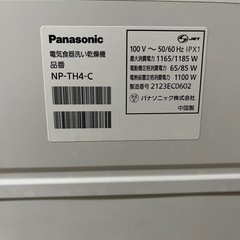 Panasonic
電気食器洗い乾燥機
品番
NP-TH4-C
JET
100 V ～ 50/60 Hz IPX1
最大消費電力 1165/1185 W
電動機定格消費電力 65/85 W
電熱装置定格消費電力 1100 W
製造番号 2123EC0602
パナソニック株式会社
中国製